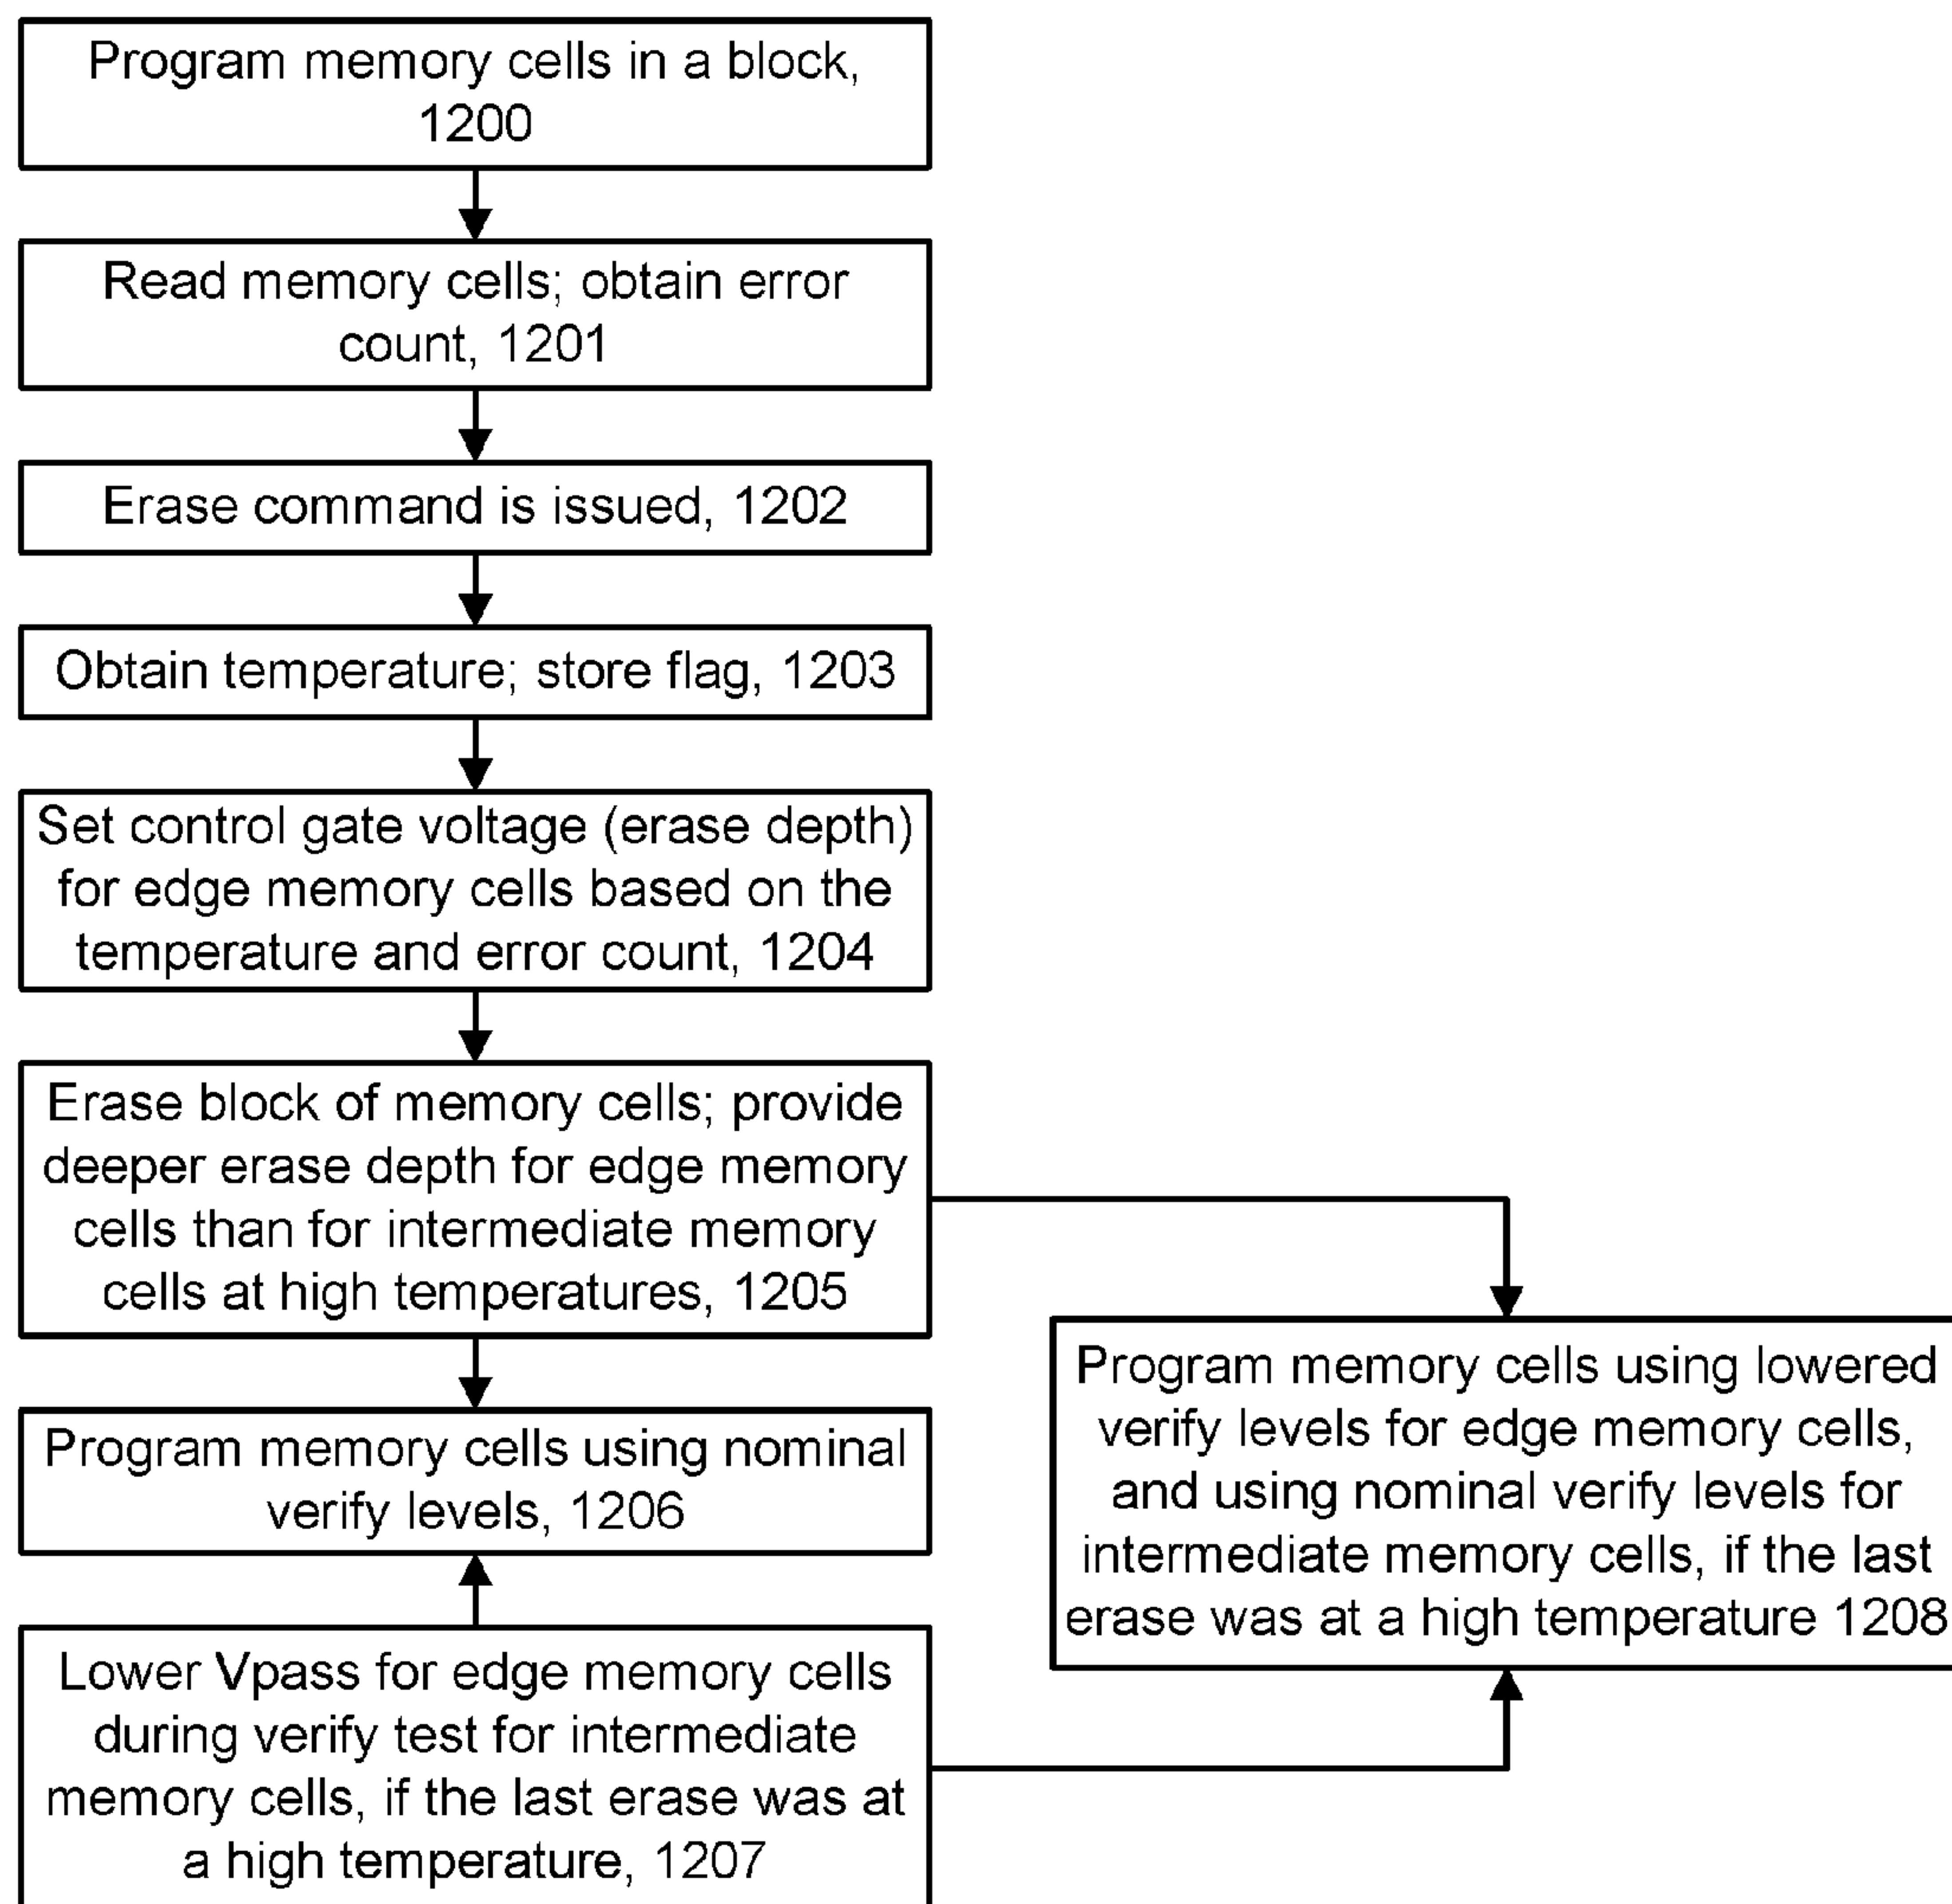 Program memory cells in a block,
1200
Read memory cells; obtain error
count, 1201
Erase command is issued, 1202
Obtain temperature; store flag, 1203
Set control gate voltage (erase depth)
for edge memory cells based on the
temperature and error count, 1204
Erase block of memory cells; provide
deeper erase depth for edge memory
cells than for intermediate memory
cells at high temperatures, 1205
Program memory cells using nominal
verify levels, 1206
Lower Vpass for edge memory cells
during verify test for intermediate
memory cells, if the last erase was at
a high temperature, 1207
Program memory cells using lowered
verify levels for edge memory cells,
and using nominal verify levels for
intermediate memory cells, if the last
erase was at a high temperature 1208